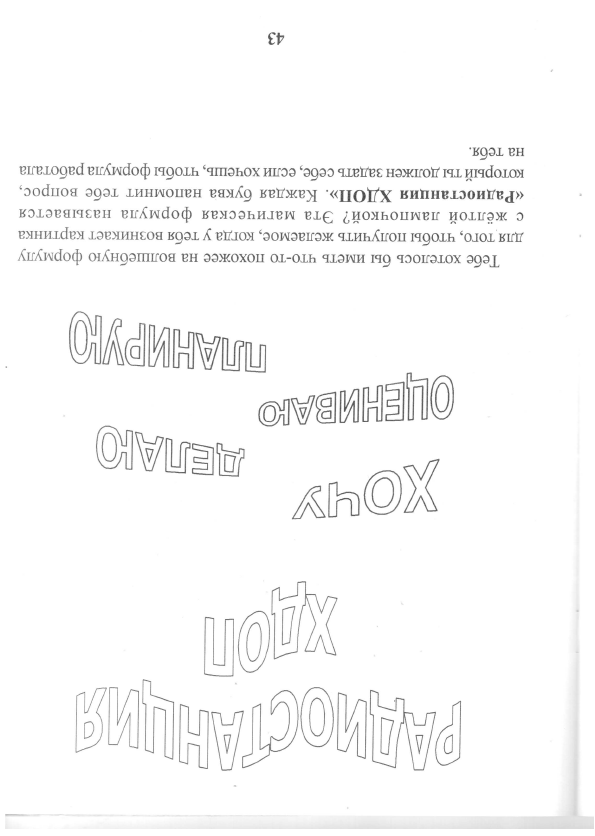 РАДИОСТАНЦИЯ
ХДОП
ХОЧУ
ДЕЛАЮ
ОЦЕНИВАЮ
ПЛАНИРУЮ
Тебе хотелось бы иметь что-то похожее на волшебную формулу
для того, чтобы получить желаемое, когда у тебя возникает картинка
с жёлтой лампочкой? Эта магическая формула называется
«Радиостанция ХДОП». Каждая буква напомнит тебе вопрос,
который ты должен задать себе, если хочешь, чтобы формула работала
на тебя.
43